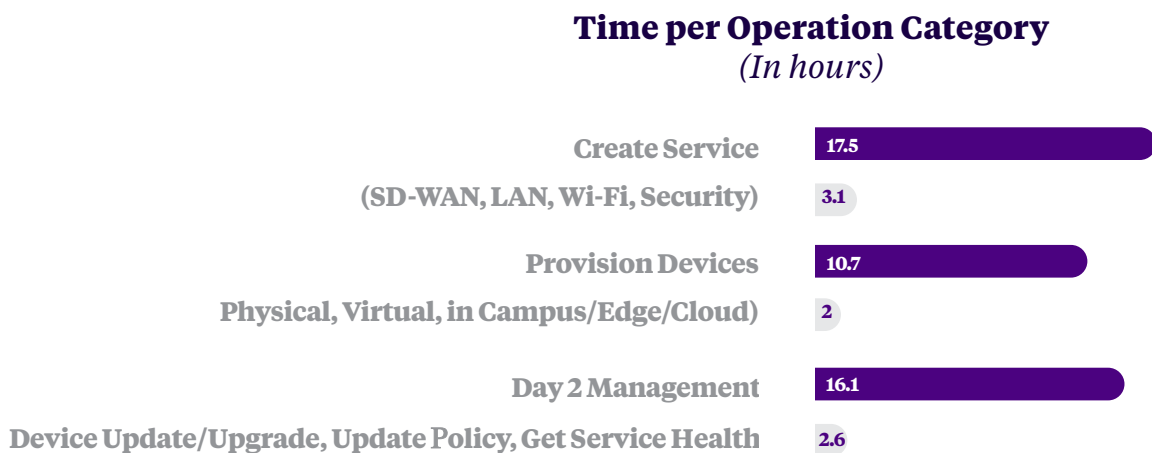 Time per Operation Category
(In hours)
Create Service
17.5
(SD-WAN, LAN, Wi-Fi, Security)
3.1
Provision Devices
10.7
Physical, Virtual, in Campus/Edge/Cloud)
2
Day 2 Management
16.1
Device Update/Upgrade, Update Policy, Get Service Health
2.6